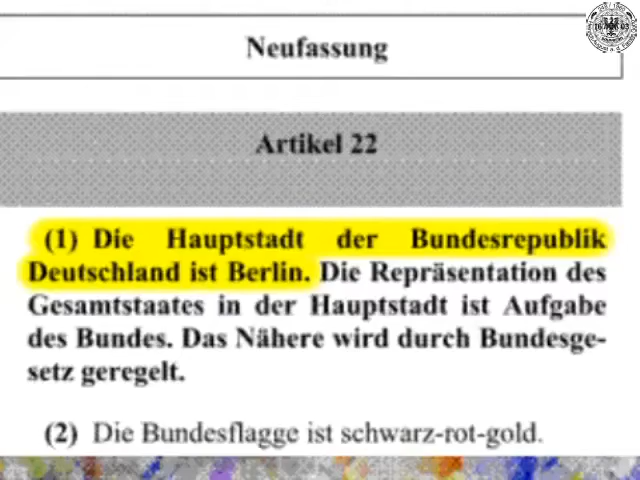 Neufassung
Artikel 22
(1) Die Hauptstadt der Bundesrepublik
Deutschland ist Berlin. Die Repräsentation des
Gesamtstaates in der Hauptstadt ist Aufgabe
des Bundes. Das Nähere wird durch Bundesge-
setz geregelt.
(2) Die Bundesflagge ist schwarz-rot-gold.